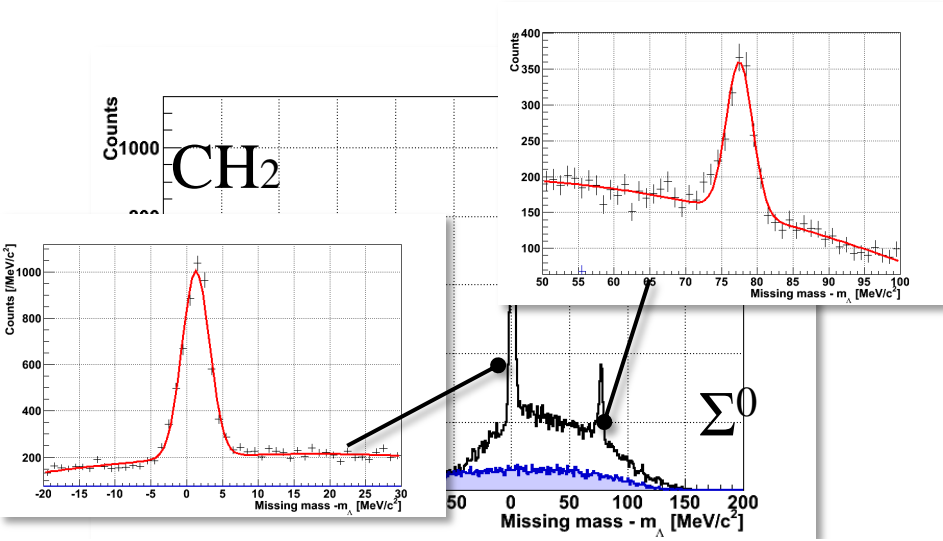 Counts
1000
CH2
400
350
300
250
200
150
100
50 55 60 65 70 75 80 85 90 95 100
Counts
Missing mass - mΛ [MeV/c²]
Counts [/MeV/c²]
1000
800
600
400
200
-20 -15 -10 -5 0 5 10 15 20 25 30
Missing mass -mΛ [MeV/c²]
Σ0
50 0 50 100 150 200
Missing mass - mΛ [MeV/c²]